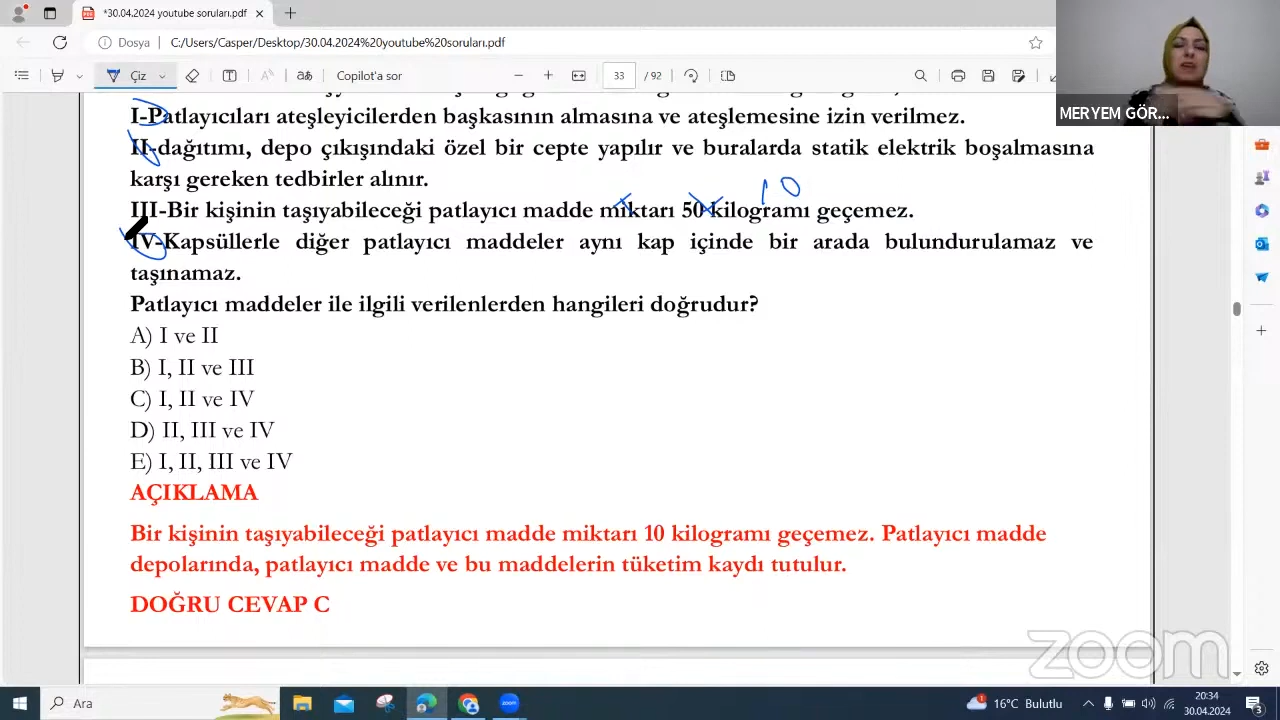 *30.04.2024 youtube soruları.pdf
Dosya C:/Users/Casper/Desktop/30.04.2024%20youtube%20soruları.pdf
Çiz Copilot'a sor 33 /92
MERYEM GÖR...
I-Patlayıcıları ateşleyicilerden başkasının almasına ve ateşlemesine izin verilmez.
II-dağıtımı, depo çıkışındaki özel bir cepte yapılır ve buralarda statik elektrik boşalmasına
karşı gereken tedbirler alınır.
10
III-Bir kişinin taşıyabileceği patlayıcı madde miktarı 50 kilogramı geçemez.
IV-Kapsüllerle diğer patlayıcı maddeler aynı kap içinde bir arada bulundurulamaz ve
taşınamaz.
Patlayıcı maddeler ile ilgili verilenlerden hangileri doğrudur?
A) I ve II
B) I, II ve III
C) I, II ve IV
D) II, III ve IV
E) I, II, III ve IV
AÇIKLAMA
Bir kişinin taşıyabileceği patlayıcı madde miktarı 10 kilogramı geçemez. Patlayıcı madde
depolarında, patlayıcı madde ve bu maddelerin tüketim kaydı tutulur.
DOĞRU CEVAP C
zoom
Ara
zoom
16°C Bulutlu
20:34
30.04.2024